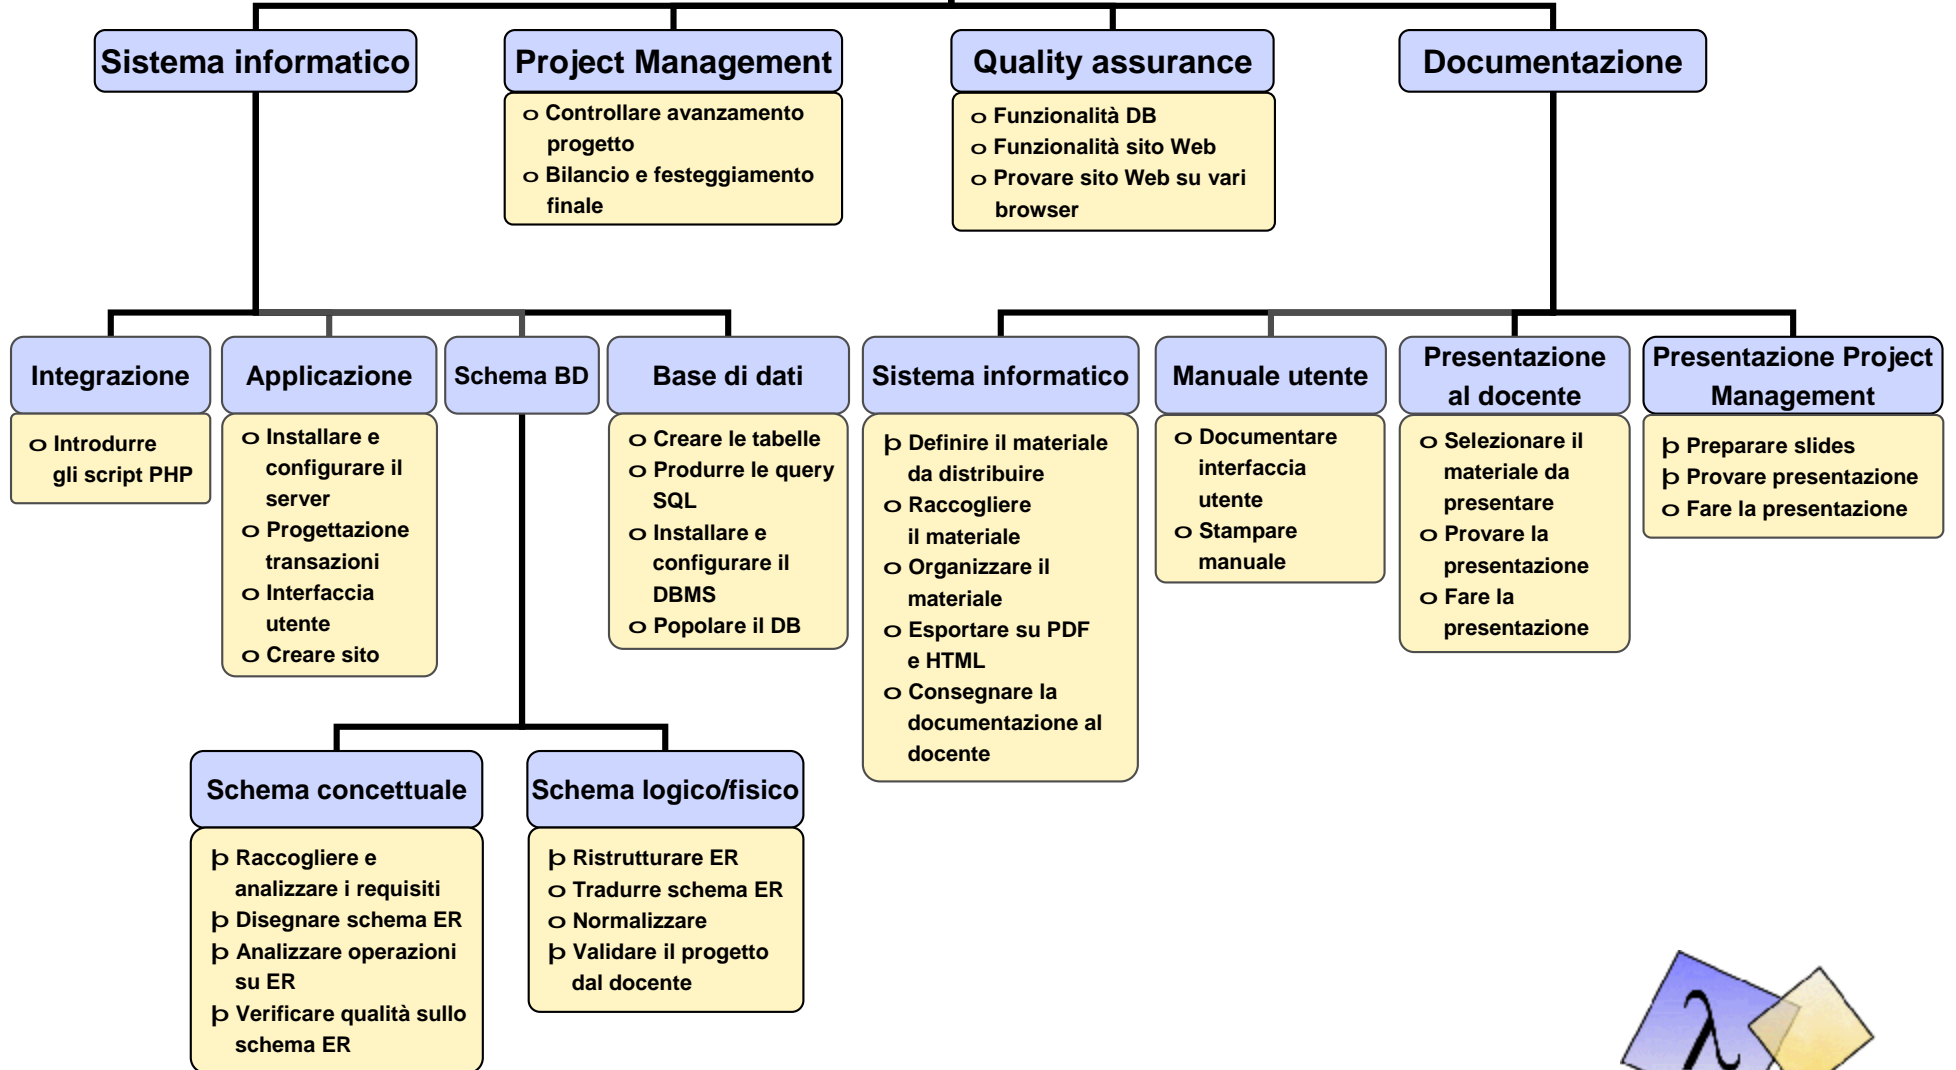 Sistema informatico
Project Management
o Controllare avanzamento
progetto
o Bilancio e festeggiamento
finale
Quality assurance
o Funzionalità DB
o Funzionalità sito Web
o Provare sito Web su vari
browser
Documentazione
Integrazione
o Introdurre
gli script PHP
Applicazione
o Installare e
configurare il
server
o Progettazione
transazioni
o Interfaccia
utente
o Creare sito
Schema BD
Base di dati
o Creare le tabelle
o Produrre le query
SQL
o Installare e
configurare il
DBMS
o Popolare il DB
Sistema informatico
þ Definire il materiale
da distribuire
o Raccogliere
il materiale
o Organizzare il
materiale
o Esportare su PDF
e HTML
o Consegnare la
documentazione al
docente
Manuale utente
o Documentare
interfaccia
utente
o Stampare
manuale
Presentazione
al docente
o Selezionare il
materiale da
presentare
o Provare la
presentazione
o Fare la
presentazione
Presentazione Project
Management
þ Preparare slides
þ Provare presentazione
o Fare la presentazione
Schema concettuale
þ Raccogliere e
analizzare i requisiti
þ Disegnare schema ER
þ Analizzare operazioni
su ER
þ Verificare qualità sullo
schema ER
Schema logico/fisico
þ Ristrutturare ER
o Tradurre schema ER
o Normalizzare
þ Validare il progetto
dal docente
λ